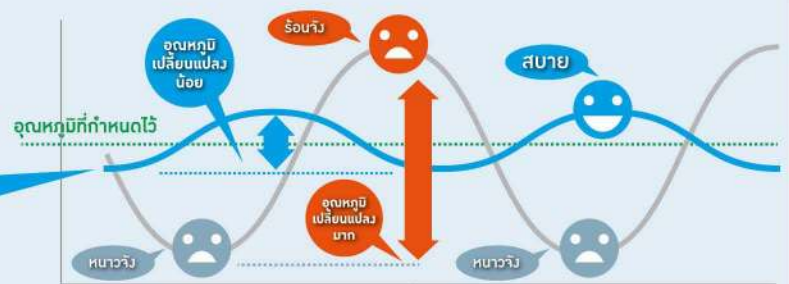 ร้อนจัง
อุณหภูมิ
เปลี่ยนแปลง
น้อย
สบาย
อุณหภูมิที่กำหนดไว้
อุณหภูมิ
เปลี่ยนแปลง
มาก
หนาวจัง
หนาวจัง